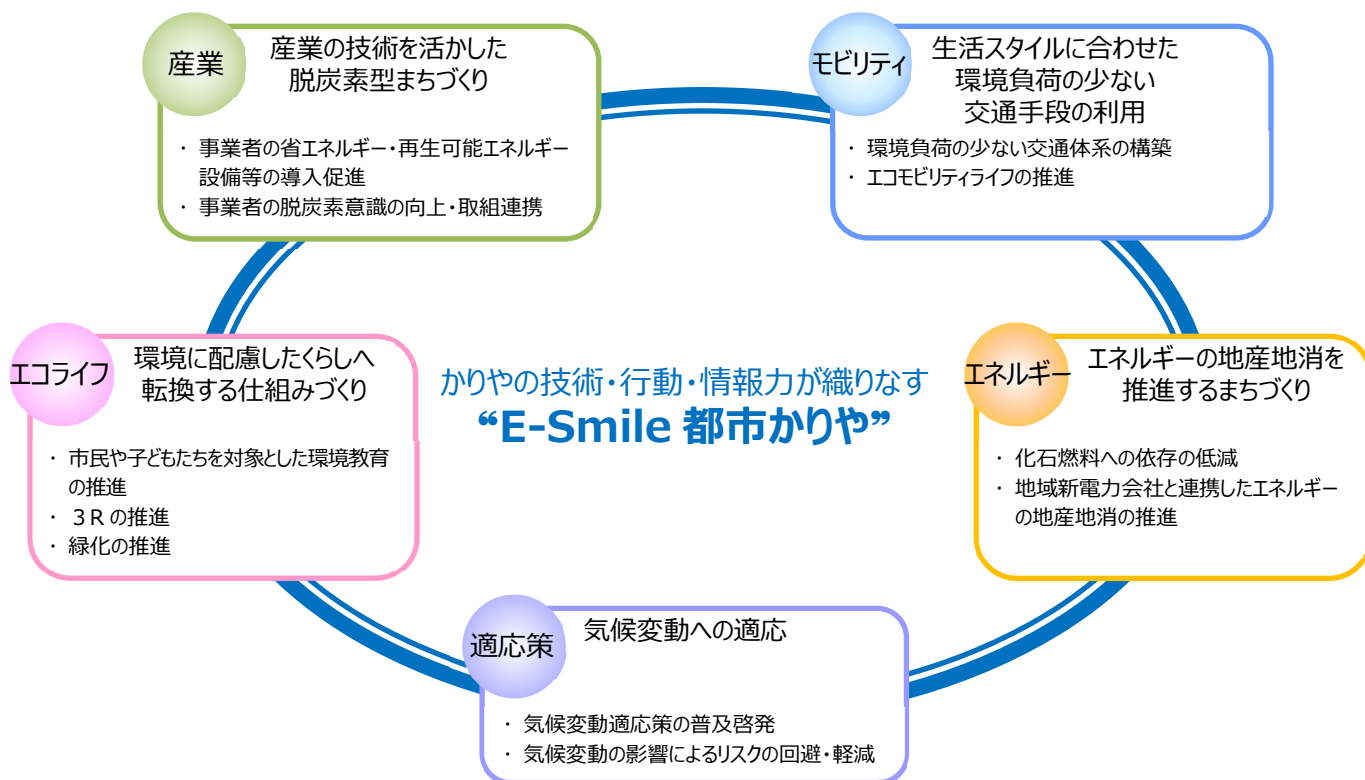 産業
産業の技術を活かした
脱炭素型まちづくり
・ 事業者の省エネルギー・再生可能エネルギー
設備等の導入促進
・ 事業者の脱炭素意識の向上・取組連携
モビリティ
生活スタイルに合わせた
環境負荷の少ない
交通手段の利用
・ 環境負荷の少ない交通体系の構築
・ エコモビリティライフの推進
エコライフ
環境に配慮したくらしへ
転換する仕組みづくり
・ 市民や子どもたちを対象とした環境教育
の推進
・ 3Rの推進
・ 緑化の推進
かりやの技術・行動・情報力が織りなす
“E-Smile 都市かりや”
エネルギー
エネルギーの地産地消を
推進するまちづくり
・ 化石燃料への依存の低減
・ 地域新電力会社と連携したエネルギー
の地産地消の推進
適応策
気候変動への適応
・ 気候変動適応策の普及啓発
・ 気候変動の影響によるリスクの回避・軽減